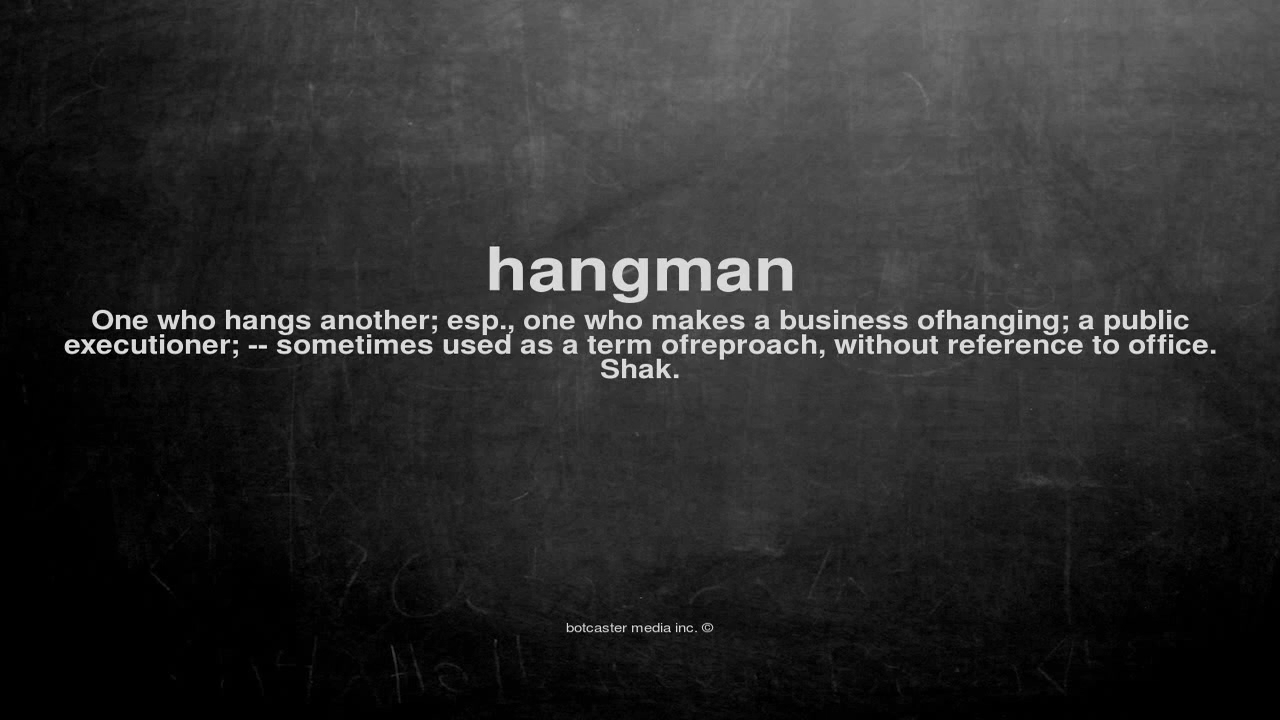 hangman
One who hangs another; esp., one who makes a business ofhanging; a public
executioner; -- sometimes used as a term ofreproach, without reference to office.
Shak.
botcaster media inc. ©